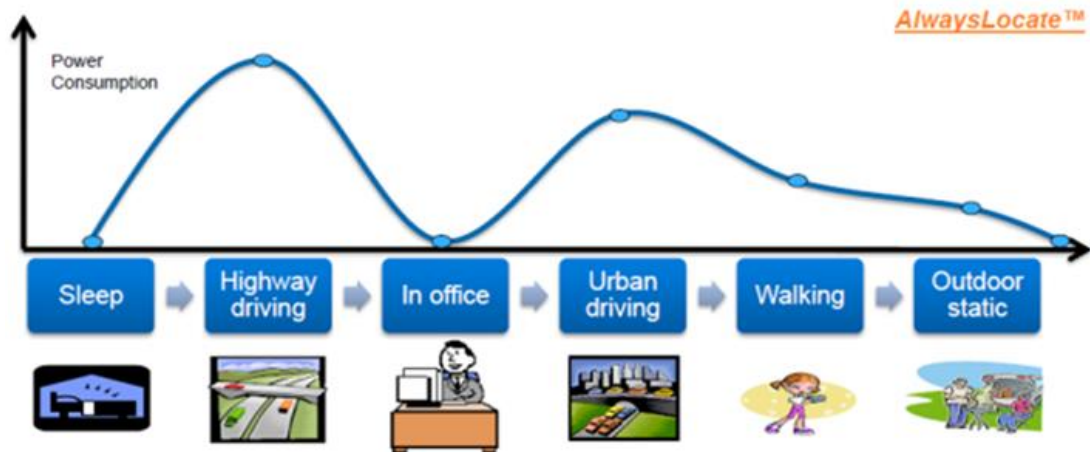 AlwaysLocate™
Power
Consumption
Sleep
Highway
driving
In office
Urban
driving
Walking
Outdoor
static